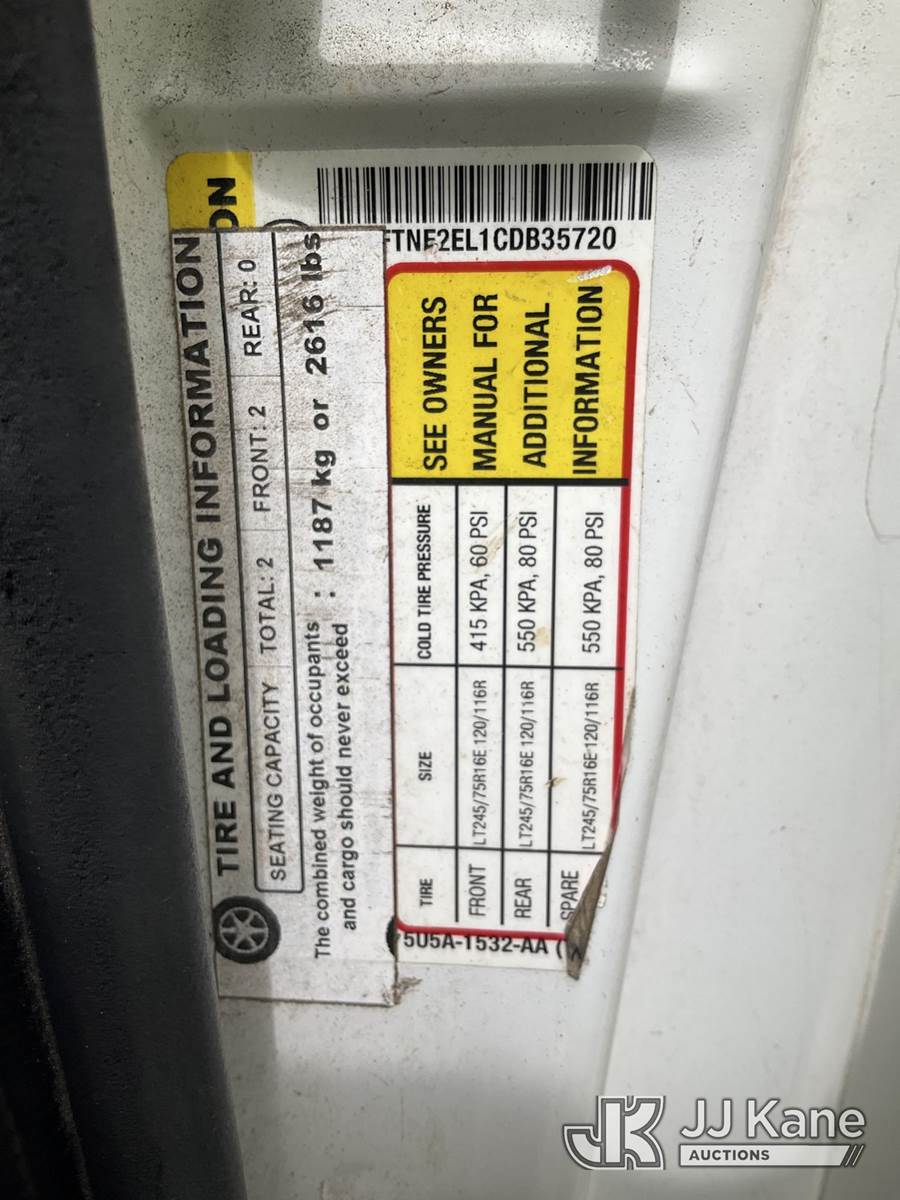 TIRE AND LOADING INFORMATION
ON
SEATING CAPACITY TOTAL: 2 FRONT: 2 REAR: 0
The combined weight of occupants
and cargo should never exceed : 1187 kg or 2616 lbs
FTNE2EL1CDB35720
TIRE SIZE COLD TIRE PRESSURE
FRONT LT245/75R16E 120/116R 415 KPA, 60 PSI
REAR LT245/75R16E 120/116R 550 KPA, 80 PSI
SPARE LT245/75R16E 120/116R 550 KPA, 80 PSI
SEE OWNERS
MANUAL FOR
ADDITIONAL
INFORMATION
5U5A-1532-AA
JK JJ Kane
AUCTIONS